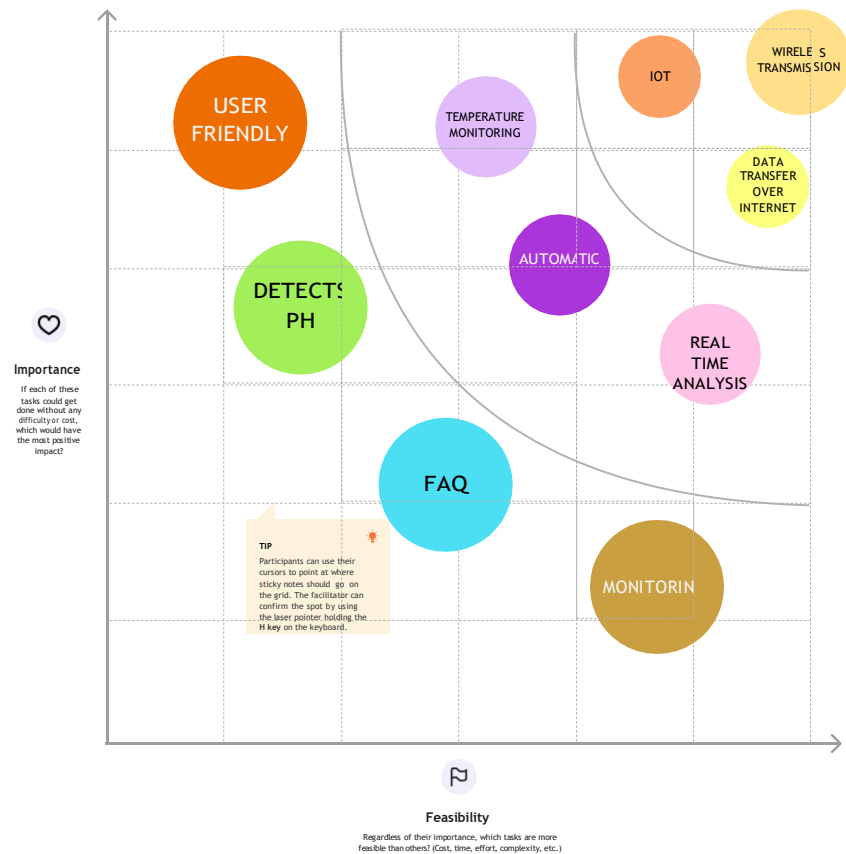 USER
FRIENDLY
TEMPERATURE
MONITORING
IOT
WIRELE S
TRANSMISSION
DATA
TRANSFER
OVER
INTERNET
AUTOMATIC
DETECTS
PH
REAL
TIME
ANALYSIS
Importance
If each of these
tasks could get
done without any
difficulty or cost,
which would have
the most positive
impact?
FAQ
TIP
Participants can use their
cursors to point at where
sticky notes should go on
the grid. The facilitator can
confirm the spot by using
the laser pointer holding the
H key on the keyboard.
MONITORIN
Feasibility
Regardless of their importance, which tasks are more
feasible than others? (Cost, time, effort, complexity, etc.)